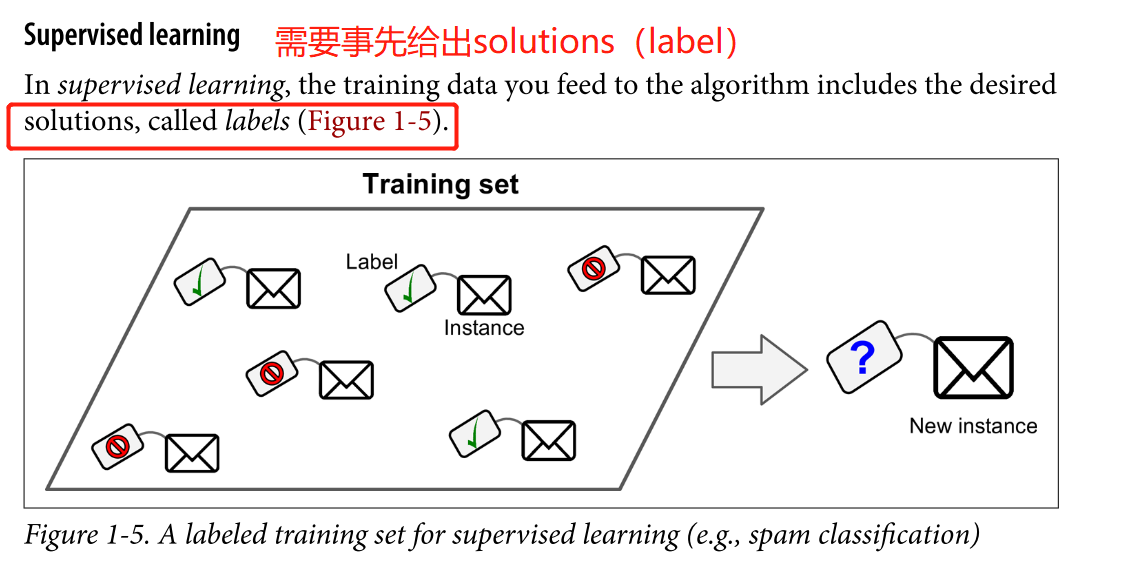 Supervised learning 需要事先给出solutions（label）
In supervised learning, the training data you feed to the algorithm includes the desired
solutions, called labels (Figure 1-5).
Training set
Label
Instance
?
New instance
Figure 1-5. A labeled training set for supervised learning (e.g., spam classification)